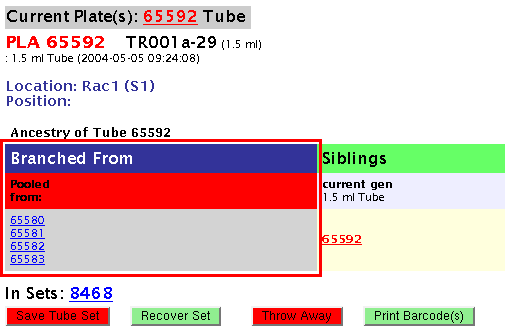 Current Plate(s): 65592 Tube
PLA 65592 TR001a-29 (1.5 ml)
: 1.5 ml Tube (2004-05-05 09:24:08)
Location: Rac1 (S1)
Position:
Ancestry of Tube 65592
Branched From Siblings
Pooled from:
current gen
1.5 ml Tube
65580
65581
65582
65583
65592
In Sets: 8468
Save Tube Set Recover Set Throw Away Print Barcode(s)